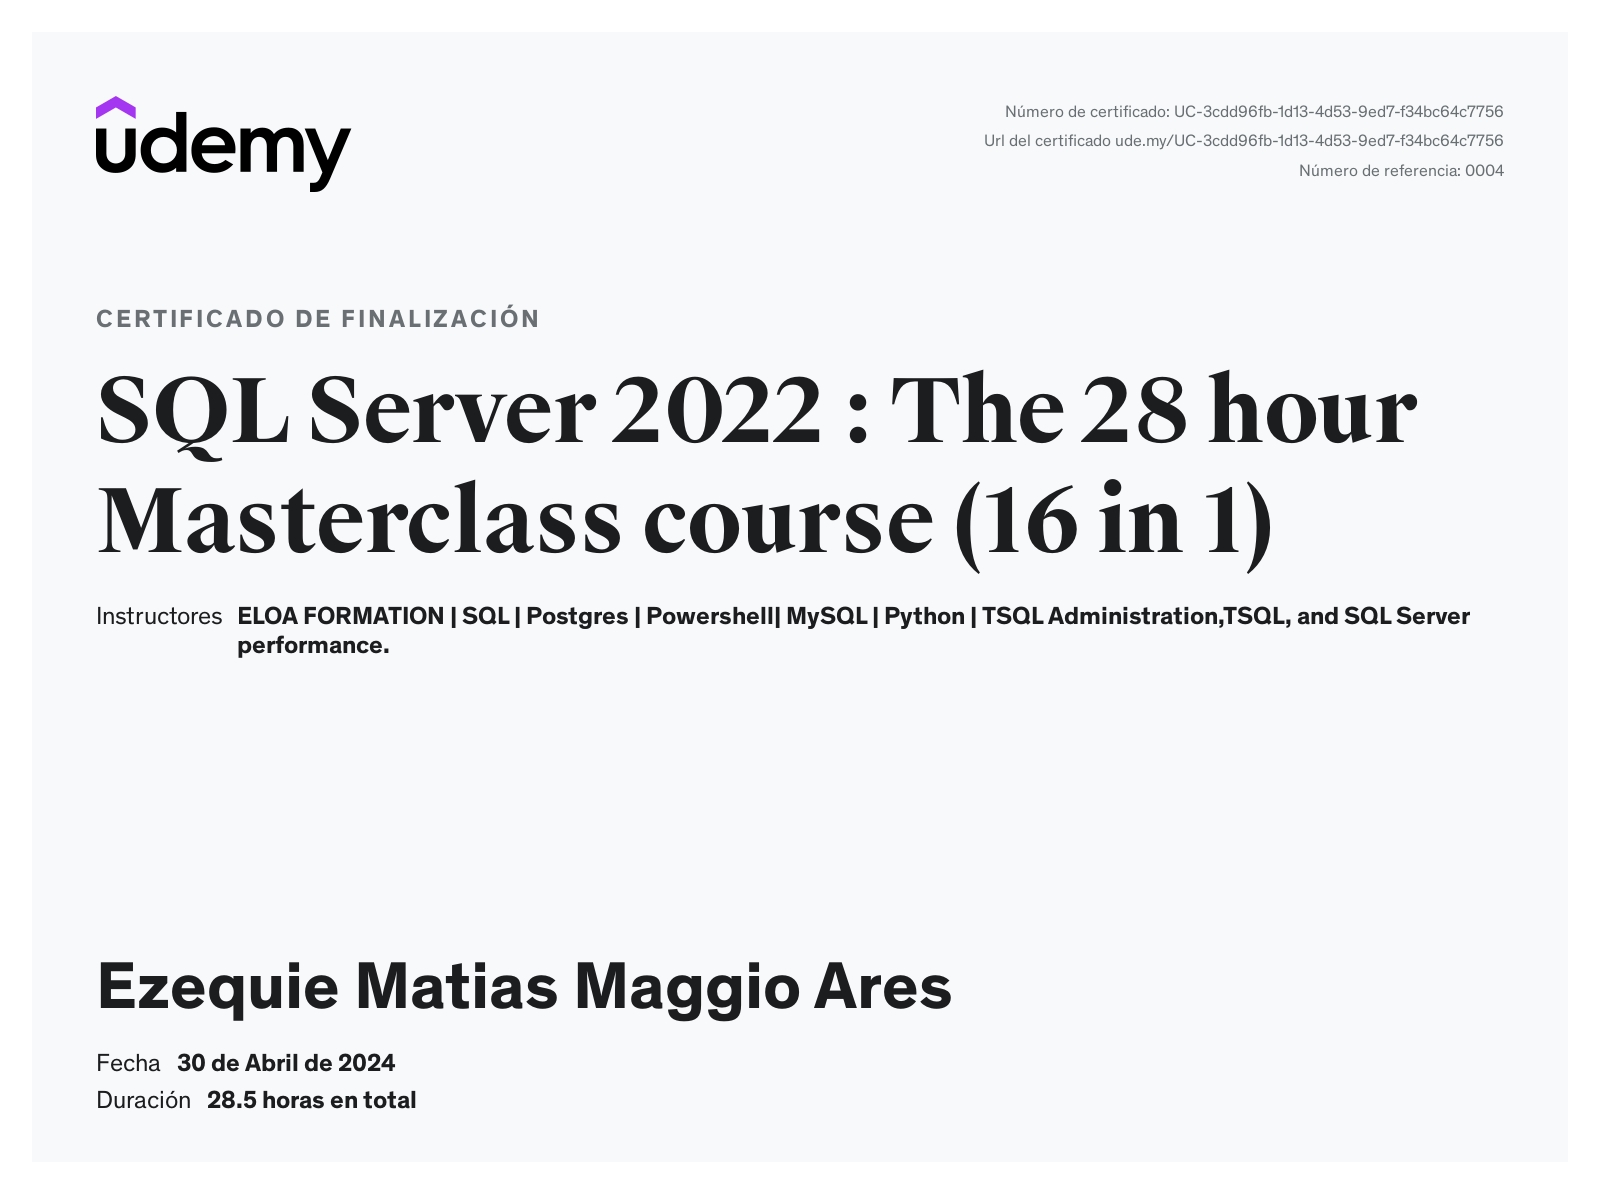 udemy
Número de certificado: UC-3cdd96fb-1d13-4d53-9ed7-f34bc64c7756
Url del certificado ude.my/UC-3cdd96fb-1d13-4d53-9ed7-f34bc64c7756
Número de referencia: 0004
CERTIFICADO DE FINALIZACIÓN
SQL Server 2022 : The 28 hour
Masterclass course (16 in 1)
Instructores ELOA FORMATION | SQL | Postgres | Powershell| MySQL | Python | TSQL Administration,TSQL, and SQL Server
performance.
Ezequie Matias Maggio Ares
Fecha 30 de Abril de 2024
Duración 28.5 horas en total